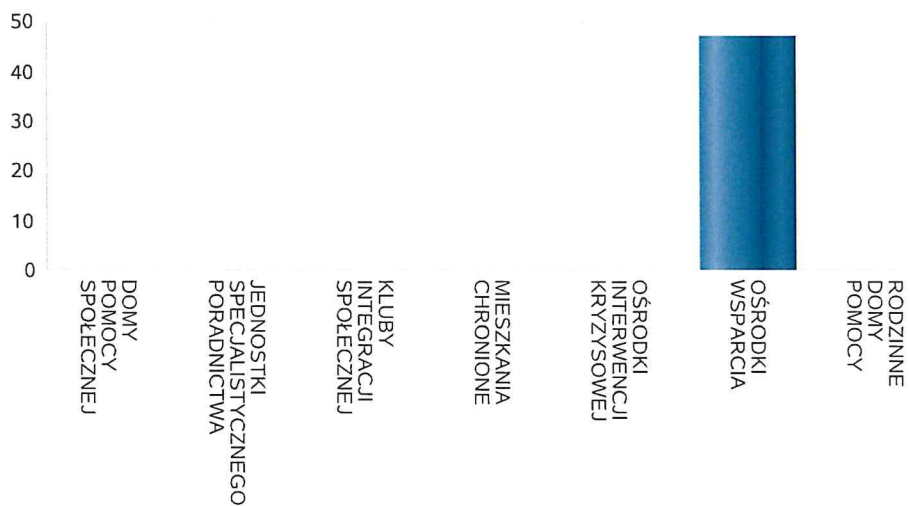 50
40
30
20
10
0
DOMY
POMOCY
SPOŁECZNEJ
JEDNOSTKI
SPECJALISTYCZNEGO
PORADNICTWA
KLUBY
INTEGRACJI
SPOŁECZNEJ
MIESZKANIA
CHRONIONE
OŚRODKI
INTERWENCJI
KRYZYSOWEJ
OŚRODKI
WSPARCIA
RODZINNE
DOMY
POMOCY